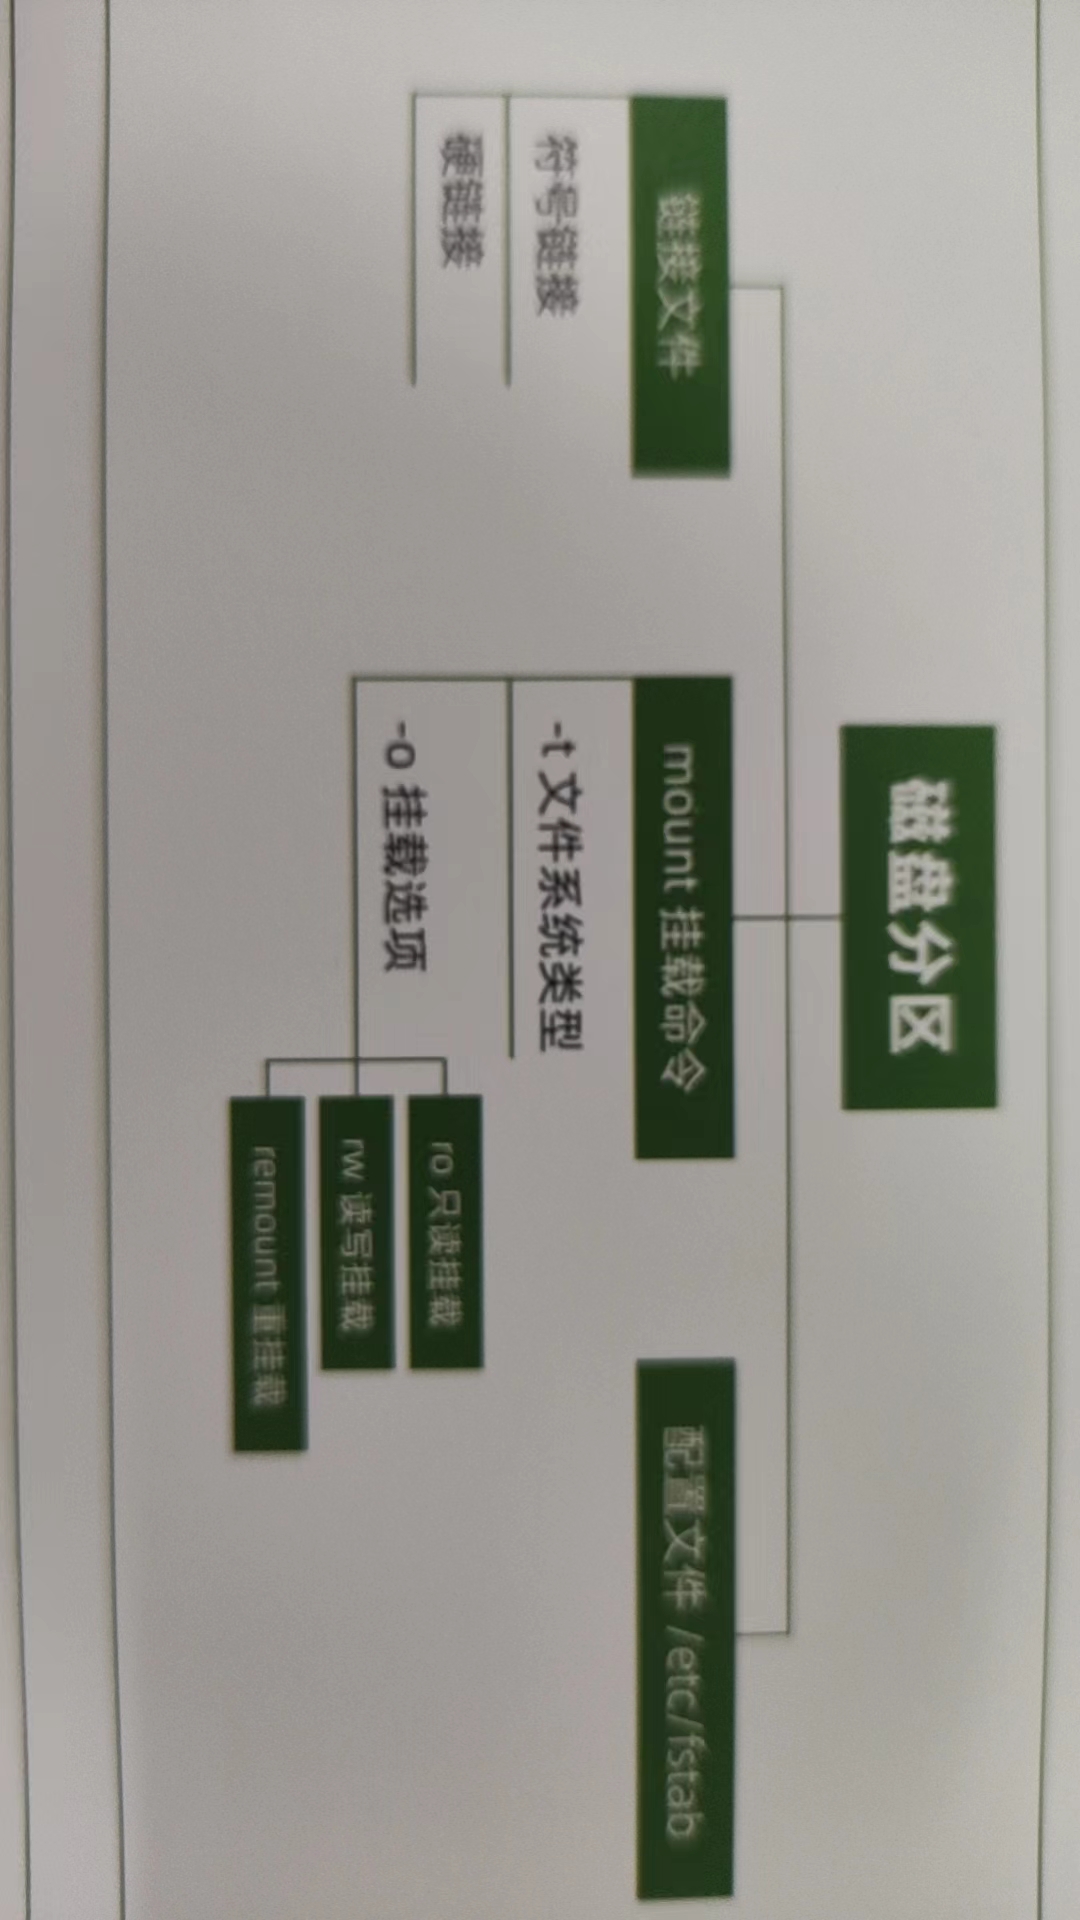 磁盘分区
链接文件
符号链接
硬链接
mount 挂载命令
-t 文件系统类型
-o 挂载选项
ro 只读挂载
rw 读写挂载
remount 重挂载
配置文件 /etc/fstab